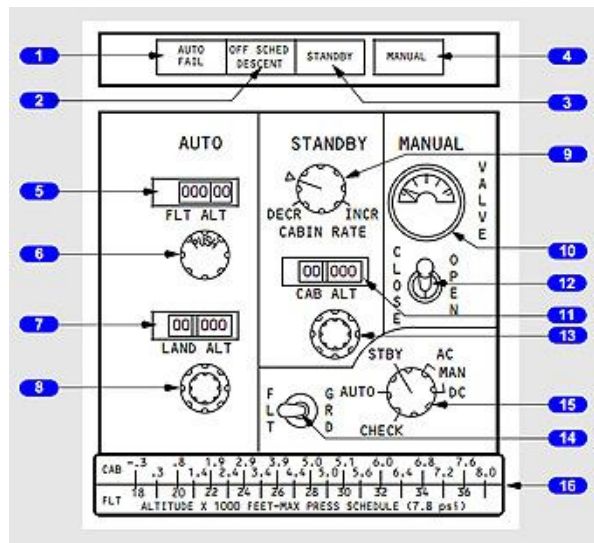 AUTO FAIL
OFF SCHED DESCENT
STANDBY
MANUAL
1
2
3
4
AUTO
STANDBY
MANUAL
5
000 00
FLT ALT
6
PUSH
7
00 000
LAND ALT
8
DECR
INCR
CABIN RATE
9
VALVE
10
00 000
CAB ALT
11
CLOSE
OPEN
12
13
FLT
GRD
14
STBY
AC
MAN
DC
AUTO
CHECK
15
CAB -.3 .3 .8 1.4 1.9 2.4 2.9 3.4 3.9 4.4 5.0 5.0 5.1 5.6 6.0 6.4 6.8 7.2 7.6 8.0
16
FLT 18 20 22 24 26 28 30 32 34 36
ALTITUDE X 1000 FEET-MAX PRESS SCHEDULE (7.8 psi)